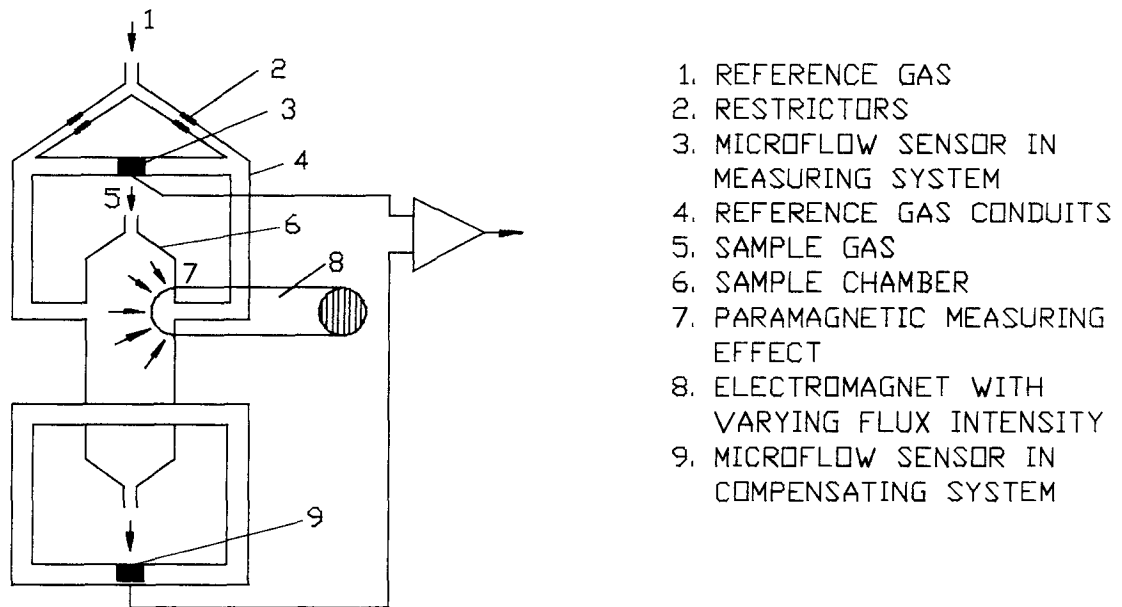 1
2
3
4
5
6
7
8
9
1. REFERENCE GAS
2. RESTRICTORS
3. MICROFLOW SENSOR IN
MEASURING SYSTEM
4. REFERENCE GAS CONDUITS
5. SAMPLE GAS
6. SAMPLE CHAMBER
7. PARAMAGNETIC MEASURING
EFFECT
8. ELECTROMAGNET WITH
VARYING FLUX INTENSITY
9. MICROFLOW SENSOR IN
COMPENSATING SYSTEM